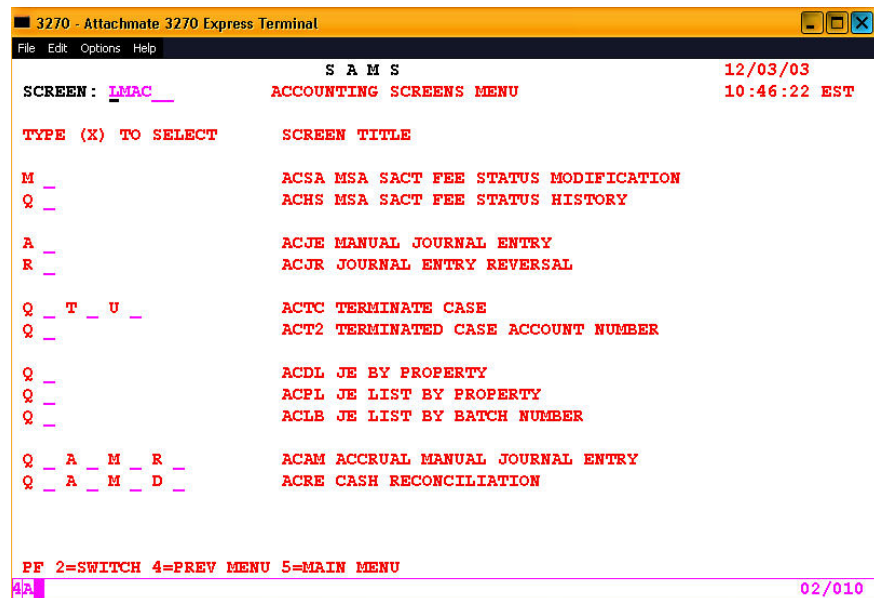 3270 - Attachmate 3270 Express Terminal
File Edit Options Help
S A M S 12/03/03
SCREEN: LMAC__ ACCOUNTING SCREENS MENU 10:46:22 EST
TYPE (X) TO SELECT SCREEN TITLE
M _ ACSA MSA SACT FEE STATUS MODIFICATION
Q _ ACHS MSA SACT FEE STATUS HISTORY
A _ ACJE MANUAL JOURNAL ENTRY
R _ ACJR JOURNAL ENTRY REVERSAL
Q _ T _ U _ ACTC TERMINATE CASE
Q _ ACT2 TERMINATED CASE ACCOUNT NUMBER
Q _ ACDL JE BY PROPERTY
Q _ ACPL JE LIST BY PROPERTY
Q _ ACLB JE LIST BY BATCH NUMBER
Q _ A _ M _ R _ ACAM ACCRUAL MANUAL JOURNAL ENTRY
Q _ A _ M _ D _ ACRE CASH RECONCILIATION
PF 2=SWITCH 4=PREV MENU 5=MAIN MENU
4A 02/010